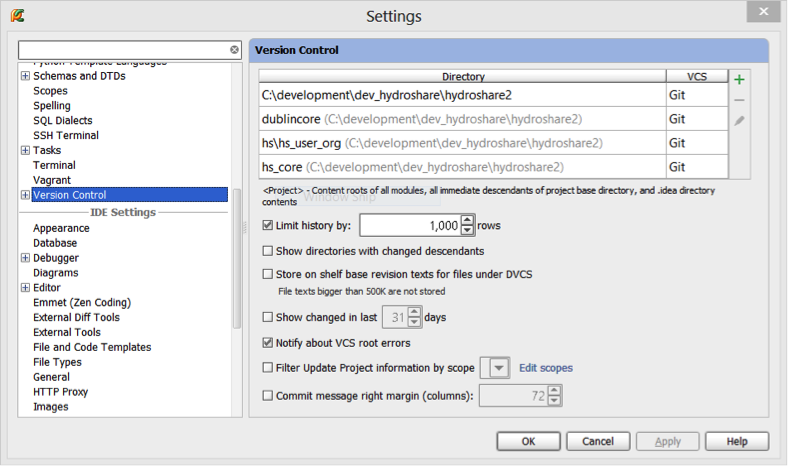 Settings
Python Template Languages
Schemas and DTDs
Scopes
Spelling
SQL Dialects
SSH Terminal
Tasks
Terminal
Vagrant
Version Control
IDE Settings
Appearance
Database
Debugger
Diagrams
Editor
Emmet (Zen Coding)
External Diff Tools
External Tools
File and Code Templates
File Types
General
HTTP Proxy
Images
Version Control
Directory VCS
C:\development\dev_hydroshare\hydroshare2 Git
dublincore (C:\development\dev_hydroshare\hydroshare2) Git
hs\hs_user_org (C:\development\dev_hydroshare\hydroshare2) Git
hs_core (C:\development\dev_hydroshare\hydroshare2) Git
<Project> - Content roots of all modules, all immediate descendants of project base directory, and .idea directory
contents
Window Snip
Limit history by: 1,000 rows
Show directories with changed descendants
Store on shelf base revision texts for files under DVCS
File texts bigger than 500K are not stored
Show changed in last 31 days
Notify about VCS root errors
Filter Update Project information by scope Edit scopes
Commit message right margin (columns): 72
OK Cancel Apply Help